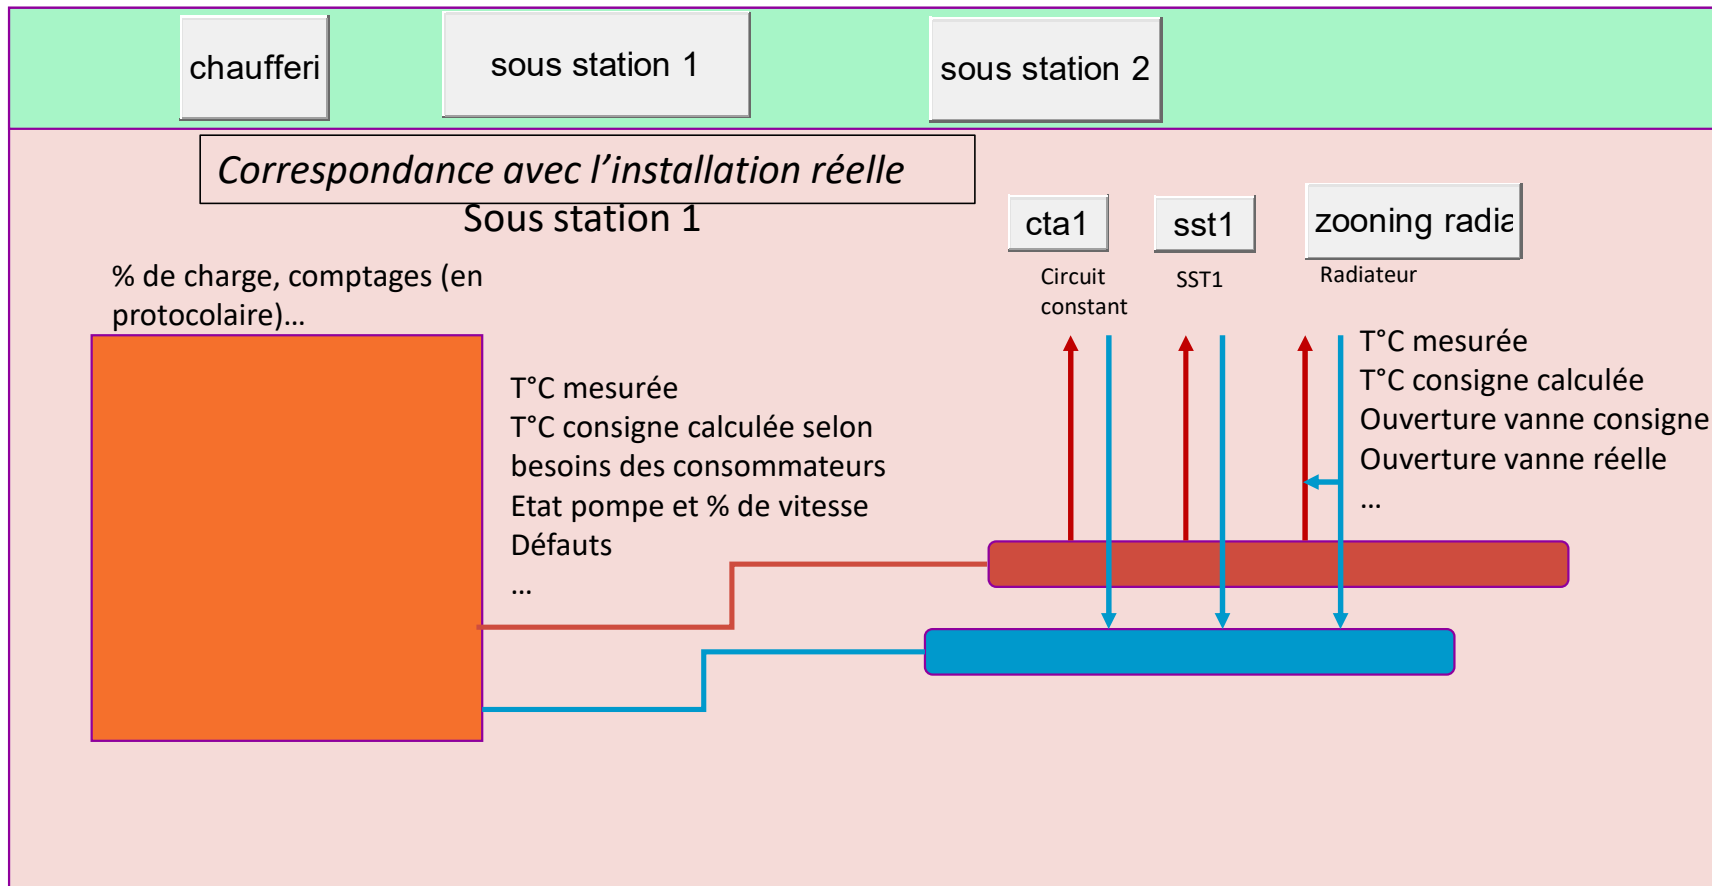 chaufferi
sous station 1
sous station 2
Correspondance avec l’installation réelle
Sous station 1
cta1
sst1
zooning radia
Circuit
constant
SST1
Radiateur
% de charge, comptages (en
protocolaire)…
T°C mesurée
T°C consigne calculée selon
besoins des consommateurs
Etat pompe et % de vitesse
Défauts
…
T°C mesurée
T°C consigne calculée
Ouverture vanne consigne
Ouverture vanne réelle
…